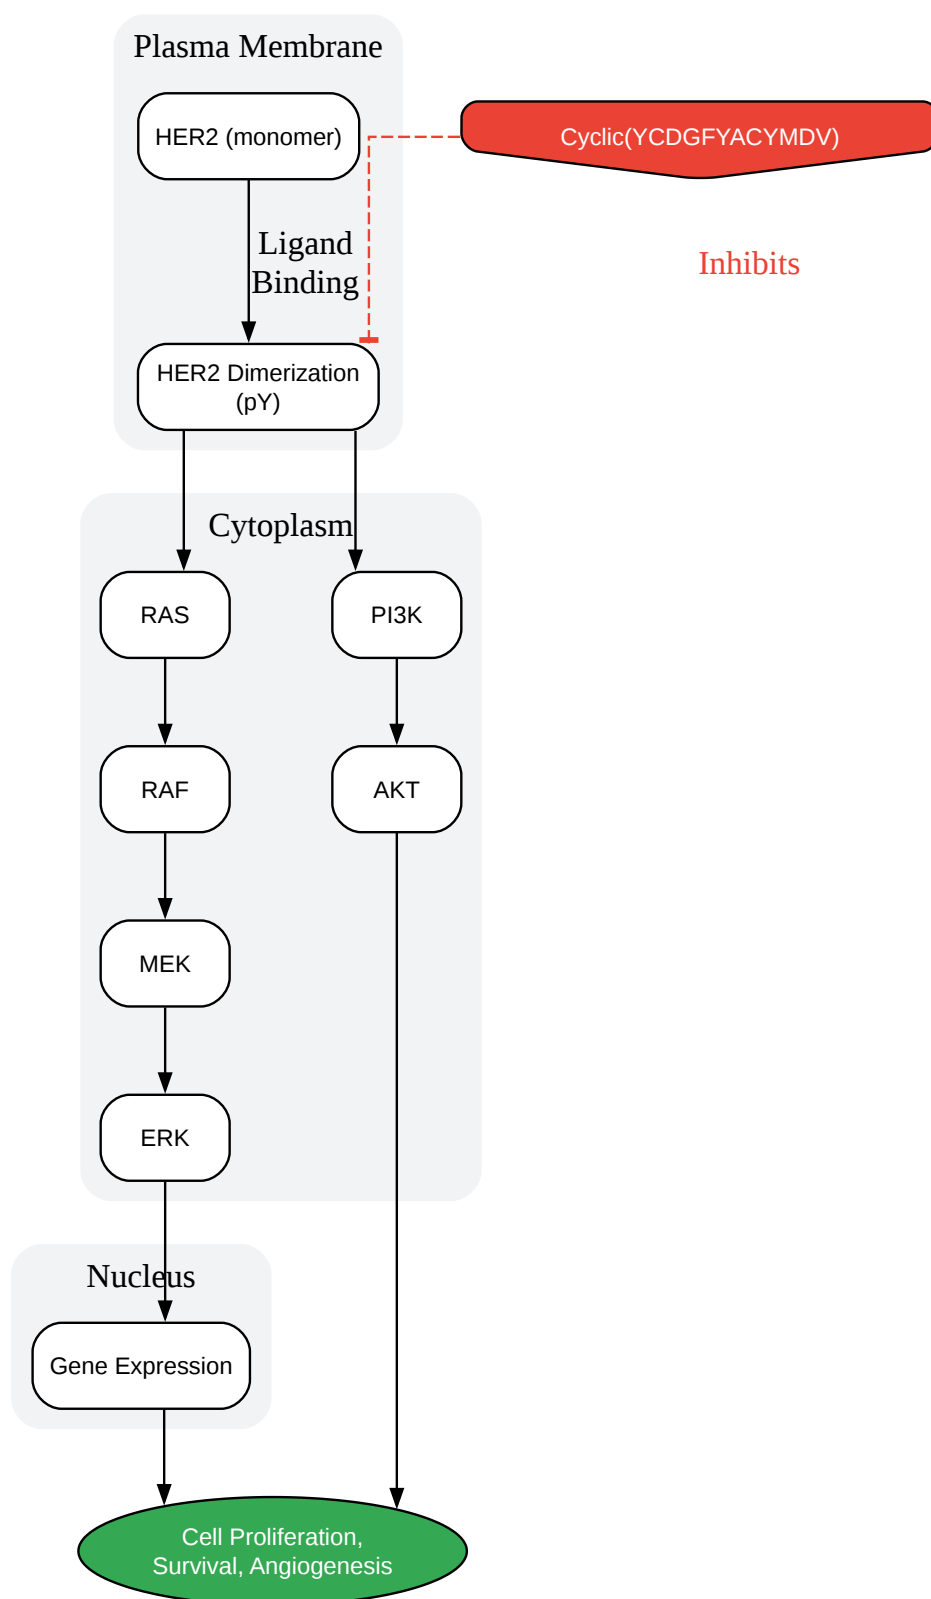 Plasma Membrane
HER2 (monomer)
Cyclic(YCDGFYACYMDV)
Ligand
Binding
Inhibits
HER2 Dimerization
(pY)
Cytoplasm
RAS
PI3K
RAF
AKT
MEK
ERK
Nucleus
Gene Expression
Cell Proliferation,
Survival, Angiogenesis